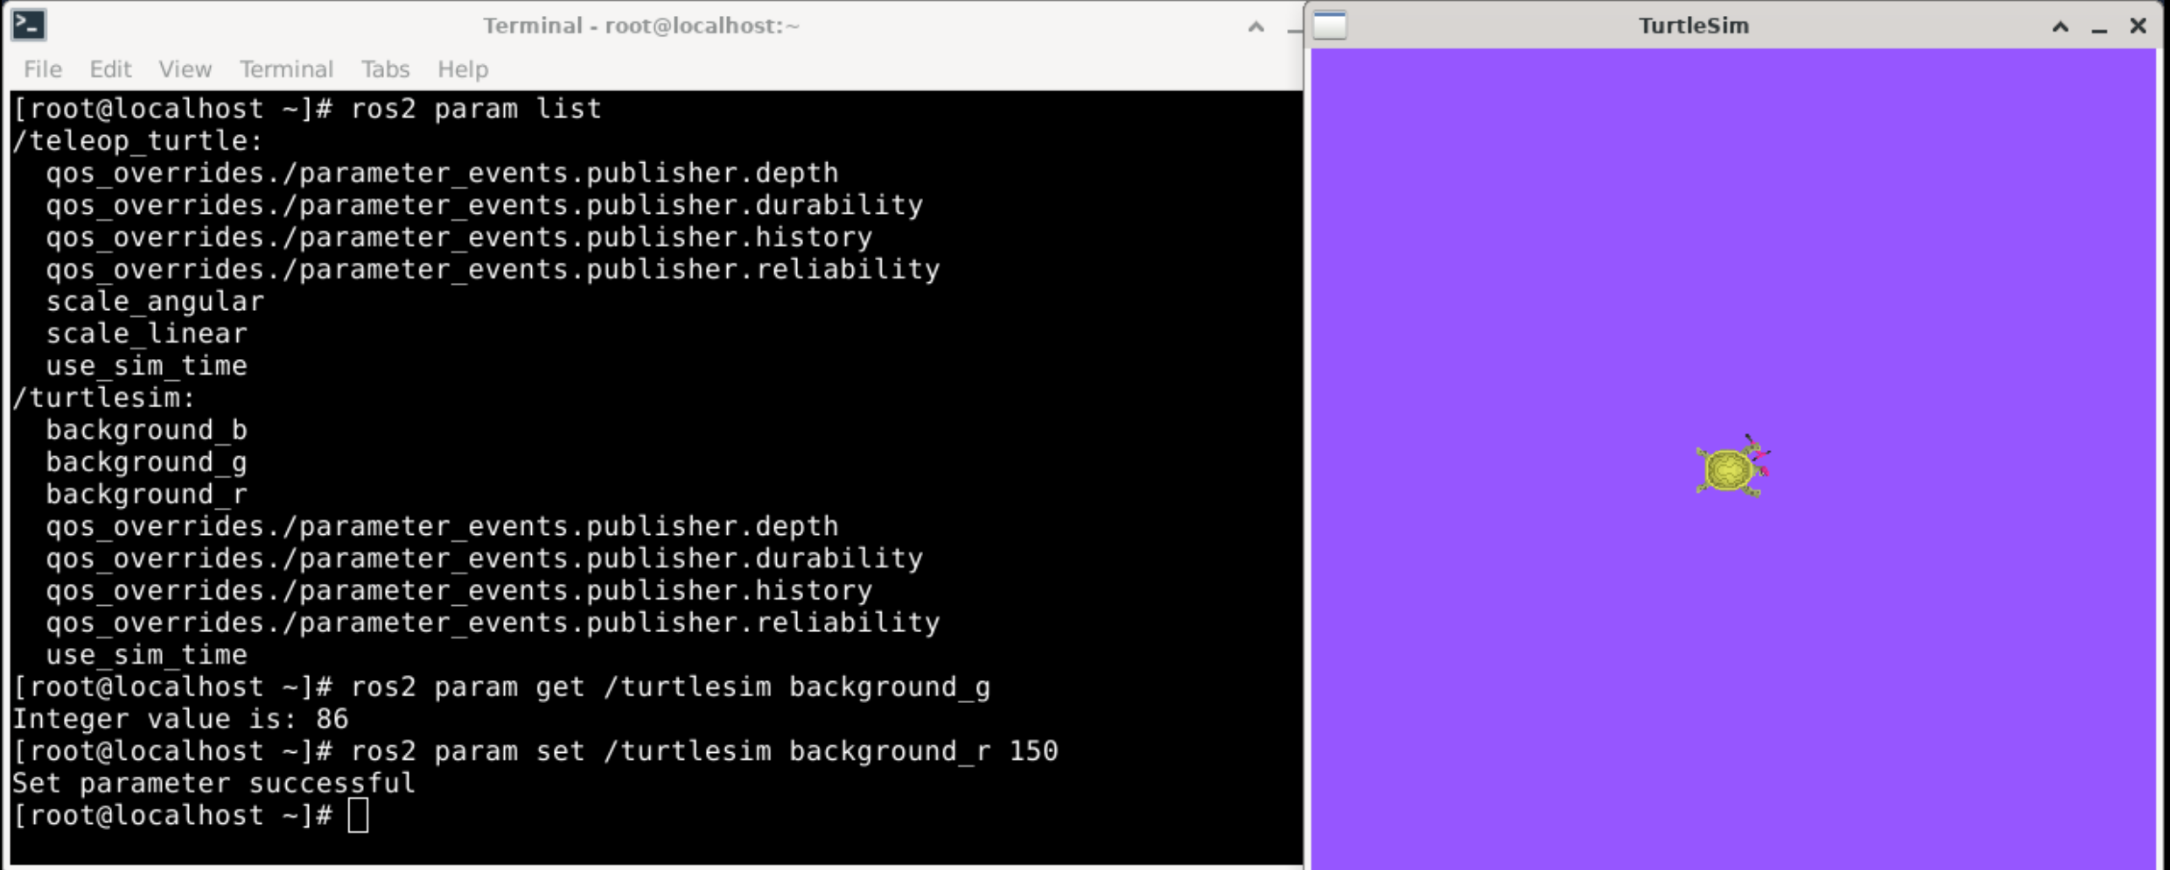 Terminal - root@localhost:~
File Edit View Terminal Tabs Help
[root@localhost ~]# ros2 param list
/teleop_turtle:
  qos_overrides./parameter_events.publisher.depth
  qos_overrides./parameter_events.publisher.durability
  qos_overrides./parameter_events.publisher.history
  qos_overrides./parameter_events.publisher.reliability
  scale_angular
  scale_linear
  use_sim_time
/turtlesim:
  background_b
  background_g
  background_r
  qos_overrides./parameter_events.publisher.depth
  qos_overrides./parameter_events.publisher.durability
  qos_overrides./parameter_events.publisher.history
  qos_overrides./parameter_events.publisher.reliability
  use_sim_time
[root@localhost ~]# ros2 param get /turtlesim background_g
Integer value is: 86
[root@localhost ~]# ros2 param set /turtlesim background_r 150
Set parameter successful
[root@localhost ~]#
TurtleSim